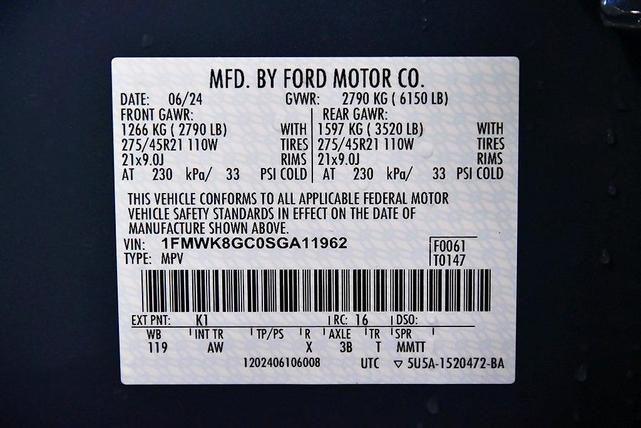 MFD. BY FORD MOTOR CO.
DATE: 06/24 GVWR: 2790 KG ( 6150 LB)
FRONT GAWR: REAR GAWR:
1266 KG ( 2790 LB) WITH 1597 KG ( 3520 LB) WITH
275/45R21 110W TIRES 275/45R21 110W TIRES
21x9.0J RIMS 21x9.0J RIMS
AT 230 kPa/ 33 PSI COLD AT 230 kPa/ 33 PSI COLD
THIS VEHICLE CONFORMS TO ALL APPLICABLE FEDERAL MOTOR
VEHICLE SAFETY STANDARDS IN EFFECT ON THE DATE OF
MANUFACTURE SHOWN ABOVE.
VIN: 1FMWK8GC0SGA11962 F0061
TYPE: MPV T0147
EXT PNT: K1 RC: 16 DSO:
WB INT TR TP/PS R AXLE TR SPR
119 AW X 3B T MMTT
1202406106008 UTC ▽ 5U5A-1520472-BA